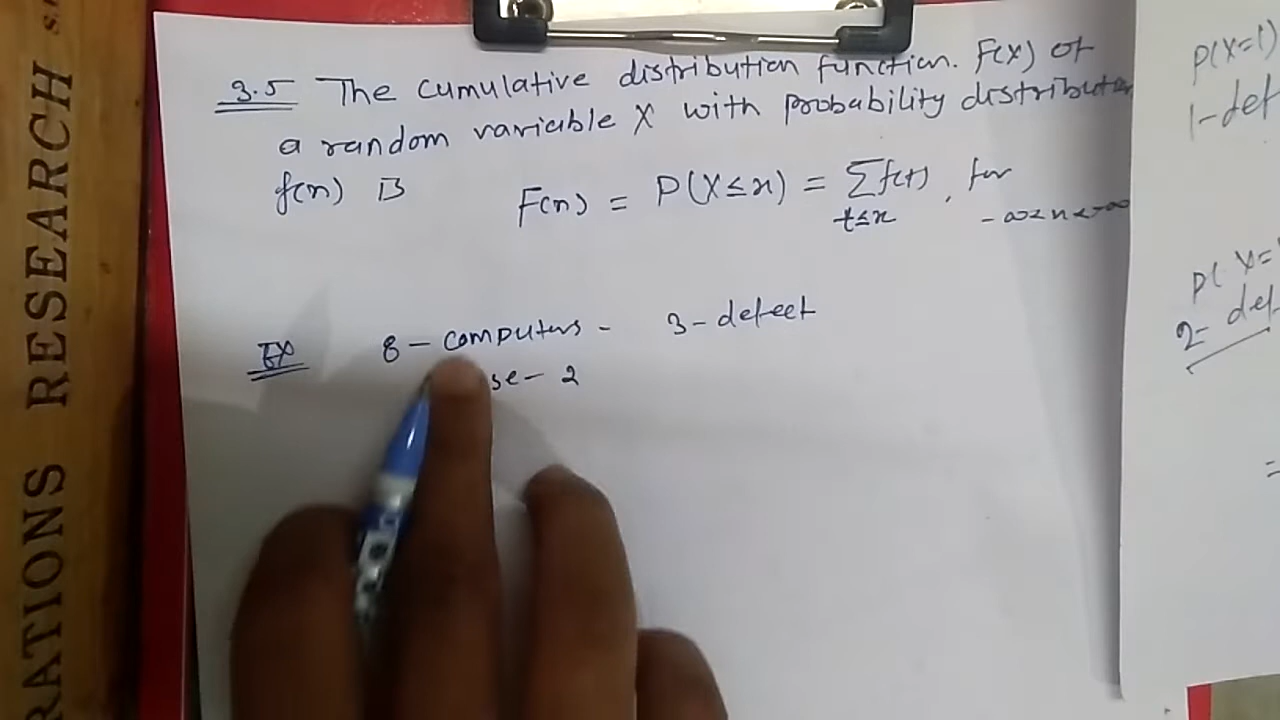 3.5 The cumulative distribution function. F(x) of
a random variable X with probability distribution
f(n) is
F(n) = P(X≤n) = ∑f(t), for
t≤n
-∞<n<∞
EX 8 - computers - 3 - defect
se - 2
P(X=1)
1-def
P( X=
2- def
=
RATIONS RESEARCH